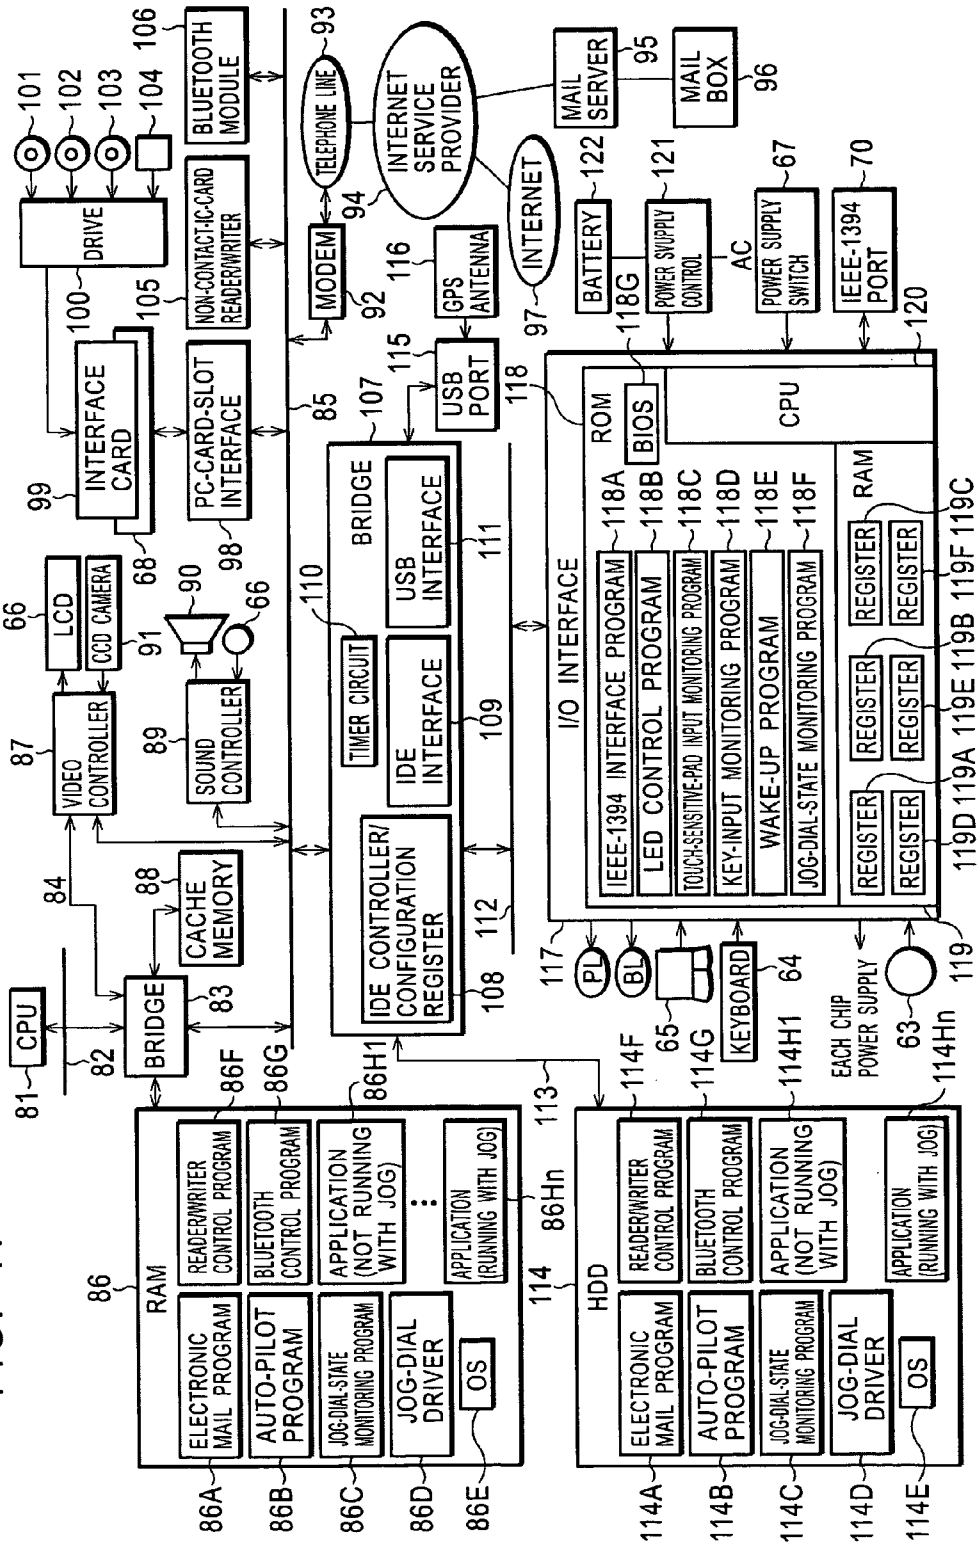 81
CPU
82
84
BRIDGE
83
CACHE
MEMORY
88
87
VIDEO
CONTROLLER
LCD
66
CCD CAMERA
91
89
SOUND
CONTROLLER
90
66
99
INTERFACE
CARD
68
PC-CARD-SLOT
INTERFACE
98
85
DRIVE
100
101
102
103
104
105
NON-CONTACT-IC-CARD
READER/WRITER
BLUETOOTH
MODULE
106
86
RAM
86A
ELECTRONIC
MAIL PROGRAM
READER/WRITER
CONTROL PROGRAM
86F
86B
AUTO-PILOT
PROGRAM
BLUETOOTH
CONTROL PROGRAM
86G
86C
JOG-DIAL-STATE
MONITORING PROGRAM
APPLICATION
(NOT RUNNING
WITH JOG)
86H1
86D
JOG-DIAL
DRIVER
86E
OS
APPLICATION
(RUNNING WITH JOG)
86Hn
BRIDGE
107
TIMER CIRCUIT
110
IDE CONTROLLER/
CONFIGURATION
REGISTER
108
IDE
INTERFACE
109
USB
INTERFACE
111
112
113
MODEM
92
TELEPHONE LINE
93
94
INTERNET
SERVICE
PROVIDER
MAIL
SERVER
95
MAIL
BOX
96
INTERNET
97
115
USB
PORT
116
GPS
ANTENNA
114
HDD
114A
ELECTRONIC
MAIL PROGRAM
READER/WRITER
CONTROL PROGRAM
114F
114B
AUTO-PILOT
PROGRAM
BLUETOOTH
CONTROL PROGRAM
114G
114C
JOG-DIAL-STATE
MONITORING PROGRAM
APPLICATION
(NOT RUNNING
WITH JOG)
114H1
114D
JOG-DIAL
DRIVER
114E
OS
APPLICATION
(RUNNING WITH JOG)
114Hn
117
I/O INTERFACE
PL
BL
65
KEYBOARD
64
EACH CHIP
POWER SUPPLY
63
118
ROM
IEEE-1394 INTERFACE PROGRAM
118A
LED CONTROL PROGRAM
118B
TOUCH-SENSITIVE-PAD INPUT MONITORING PROGRAM
118C
KEY-INPUT MONITORING PROGRAM
118D
WAKE-UP PROGRAM
118E
JOG-DIAL-STATE MONITORING PROGRAM
118F
BIOS
118G
CPU
120
RAM
REGISTER
REGISTER
REGISTER
REGISTER
REGISTER
REGISTER
119
119D
119A
119E
119B
119F
119C
BATTERY
122
POWER SVUPPLY
CONTROL
121
AC
POWER SUPPLY
SWITCH
67
IEEE-1394
PORT
70